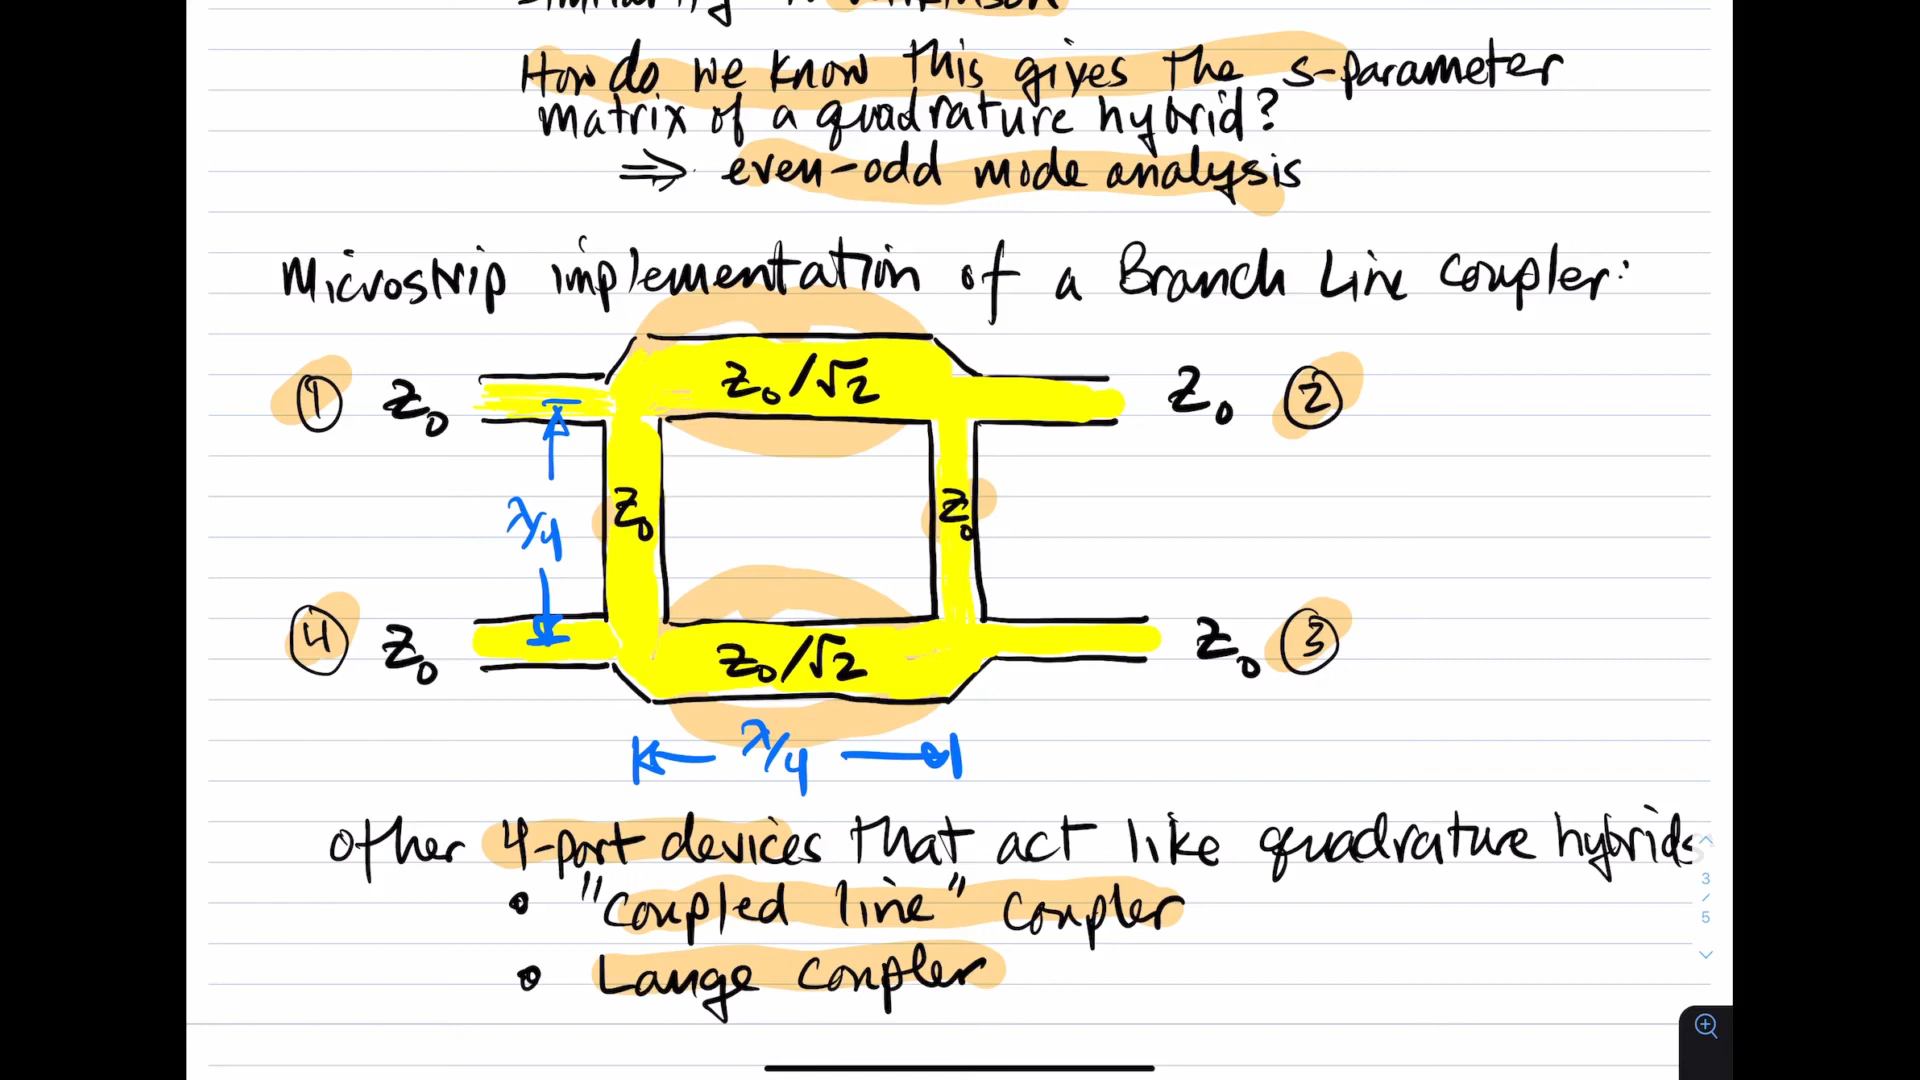 How do we know this gives the s-parameter
matrix of a quadrature hybrid?
⇒ even-odd mode analysis
Microstrip implementation of a Branch Line Coupler:
① Z₀ Z₀/√2 Z₀ ②
λ/4 Z₀ Z₀
④ Z₀ Z₀/√2 Z₀ ③
λ/4
other 4-port devices that act like quadrature hybrids
• "coupled line" coupler
• Lange coupler
3
/
5